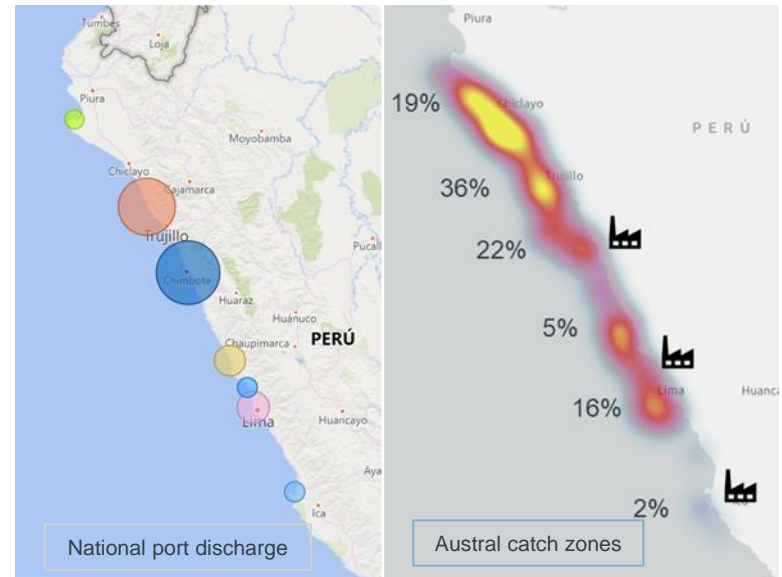 Tumbes
Loja
Piura
Moyobamba
Chiclayo
Cajamarca
Trujillo
Pucall
Chimbote
Huaraz
Huánuco
PERÚ
Chaupimarca
Lima
Huancayo
Aya
Ica
National port discharge
Piura
19%
Chiclayo
PERÚ
36%
Trujillo
22%
5%
Lima
Huanca
16%
2%
Austral catch zones